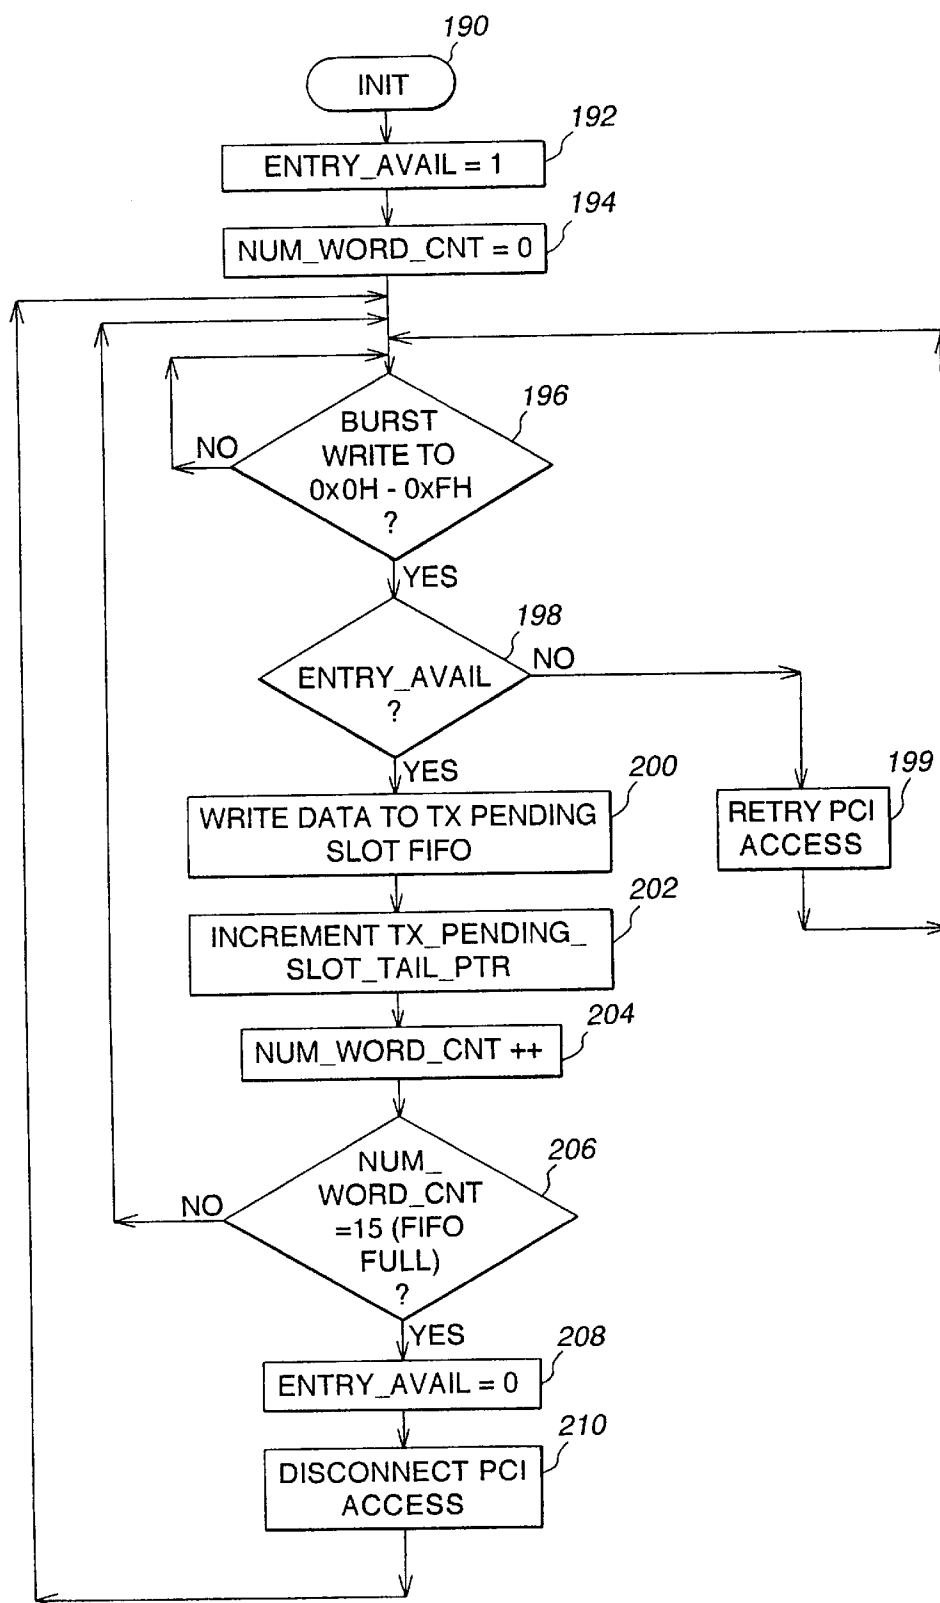 190
INIT
192
ENTRY_AVAIL = 1
194
NUM_WORD_CNT = 0
196
BURST
WRITE TO
0x0H - 0xFH
?
NO
YES
198
ENTRY_AVAIL
?
NO
YES
200
WRITE DATA TO TX PENDING
SLOT FIFO
199
RETRY PCI
ACCESS
202
INCREMENT TX_PENDING_
SLOT_TAIL_PTR
204
NUM_WORD_CNT ++
206
NUM_
WORD_CNT
=15 (FIFO
FULL)
?
NO
YES
208
ENTRY_AVAIL = 0
210
DISCONNECT PCI
ACCESS